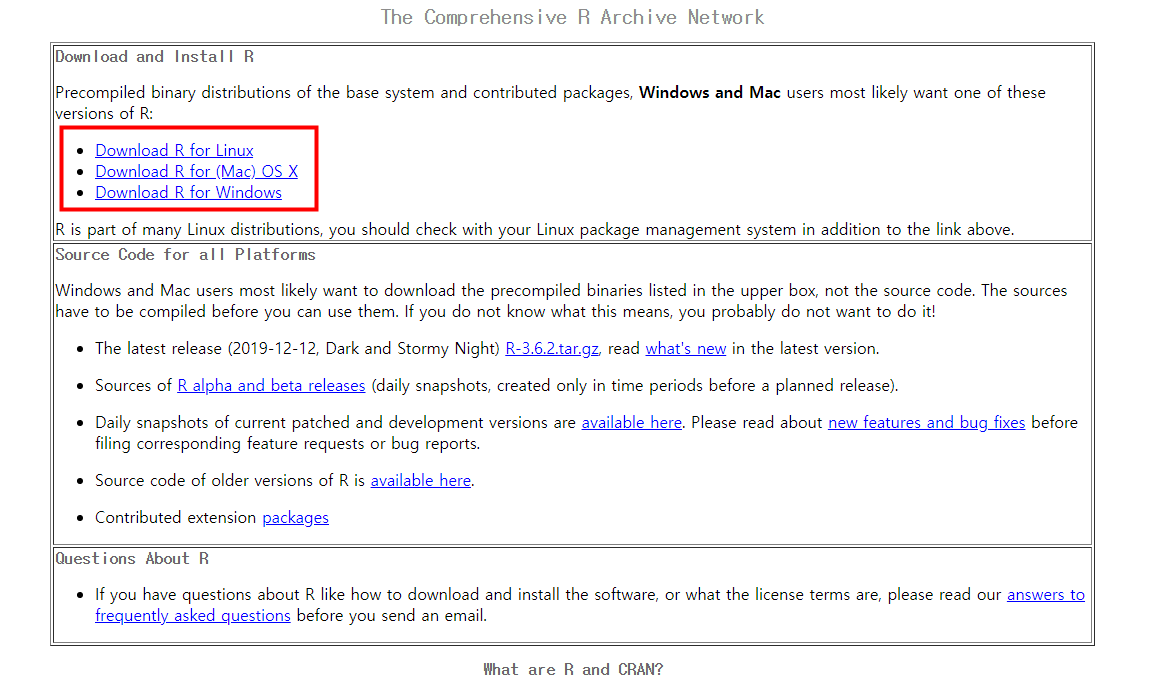 The Comprehensive R Archive Network
Download and Install R
Precompiled binary distributions of the base system and contributed packages, Windows and Mac users most likely want one of these
versions of R:
Download R for Linux
Download R for (Mac) OS X
Download R for Windows
R is part of many Linux distributions, you should check with your Linux package management system in addition to the link above.
Source Code for all Platforms
Windows and Mac users most likely want to download the precompiled binaries listed in the upper box, not the source code. The sources
have to be compiled before you can use them. If you do not know what this means, you probably do not want to do it!
The latest release (2019-12-12, Dark and Stormy Night) R-3.6.2.tar.gz, read what's new in the latest version.
Sources of R alpha and beta releases (daily snapshots, created only in time periods before a planned release).
Daily snapshots of current patched and development versions are available here. Please read about new features and bug fixes before
filing corresponding feature requests or bug reports.
Source code of older versions of R is available here.
Contributed extension packages
Questions About R
If you have questions about R like how to download and install the software, or what the license terms are, please read our answers to
frequently asked questions before you send an email.
What are R and CRAN?